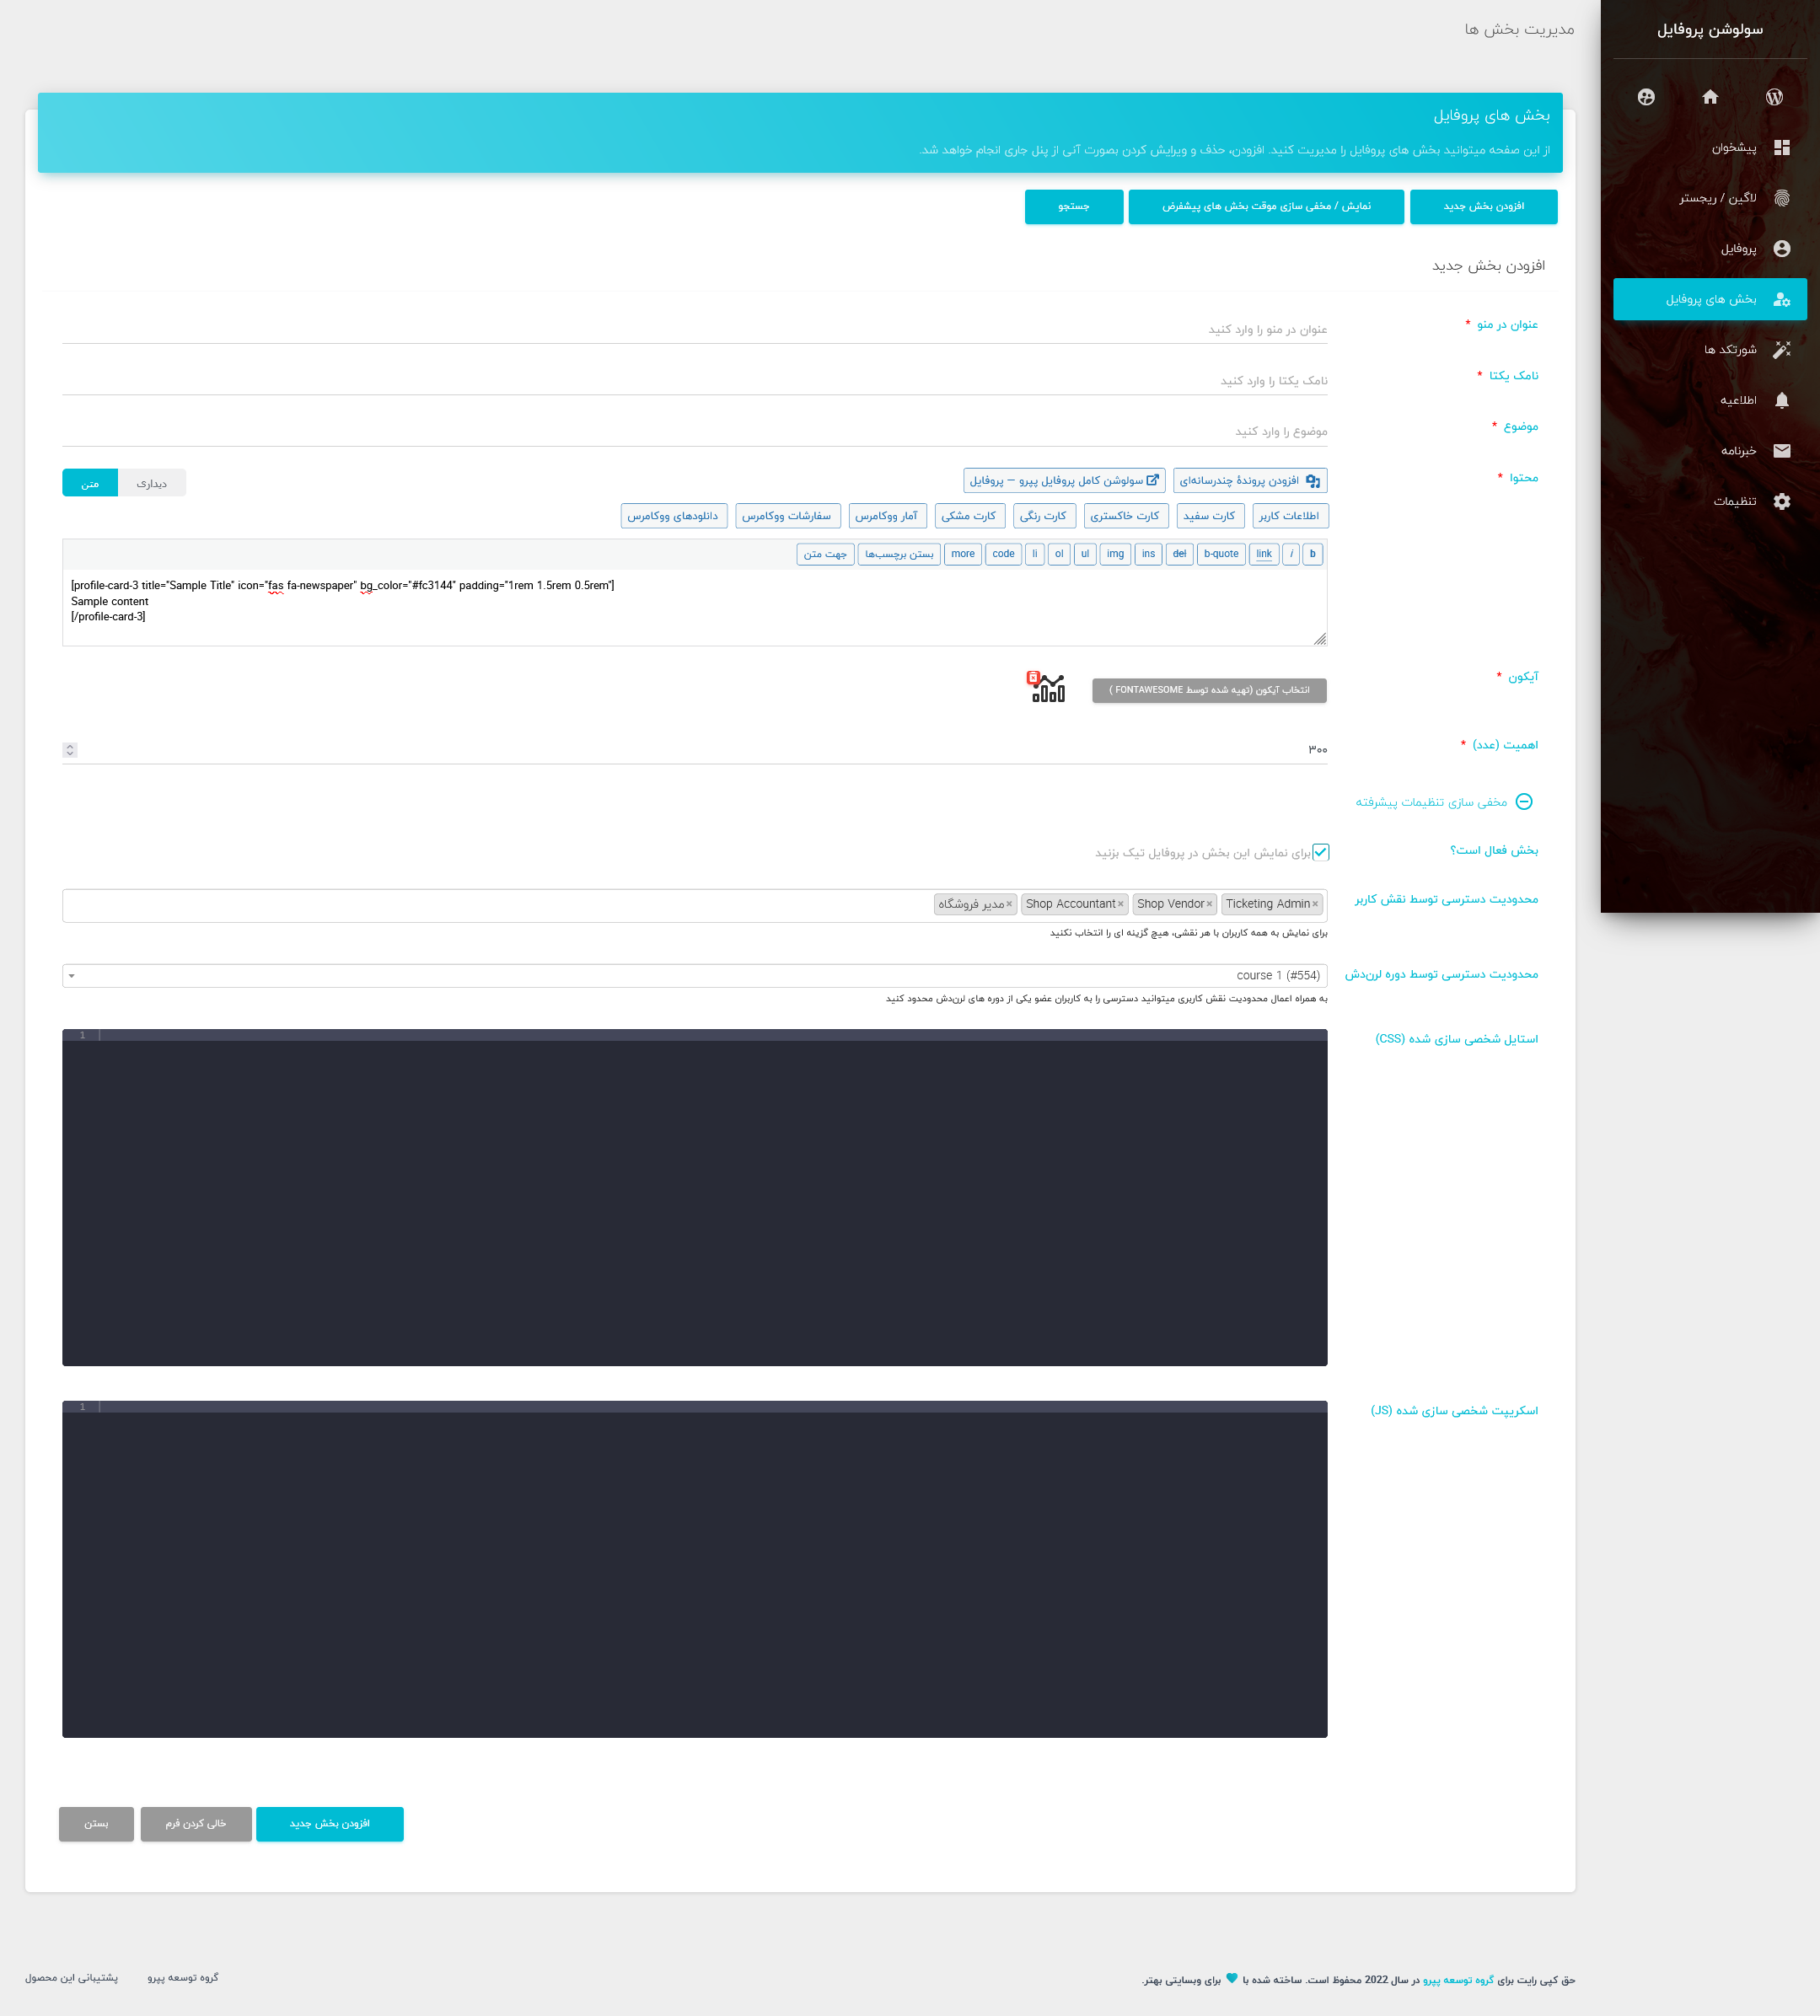 سولوشن پروفایل
پیشخوان
لاگین / ریجستر
پروفایل
بخش های پروفایل
شورتکد ها
اطلاعیه
خبرنامه
تنظیمات
مدیریت بخش ها
بخش های پروفایل
از این صفحه میتوانید بخش های پروفایل را مدیریت کنید. افزودن، حذف و ویرایش کردن بصورت آنی از پنل جاری انجام خواهد شد.
افزودن بخش جدید نمایش / مخفی سازی موقت بخش های پیشفرض جستجو
افزودن بخش جدید
عنوان در منو * عنوان در منو را وارد کنید
نامک یکتا * نامک یکتا را وارد کنید
موضوع * موضوع را وارد کنید
محتوا * افزودن پروندهٔ چندرسانه‌ای سولوشن کامل پروفایل پپرو — پروفایل دیداری متن
اطلاعات کاربر کارت سفید کارت خاکستری کارت رنگی کارت مشکی آمار ووکامرس سفارشات ووکامرس دانلودهای ووکامرس
b i link b-quote del ins img ul ol li code more بستن برچسب‌ها جهت متن
[profile-card-3 title="Sample Title" icon="fas fa-newspaper" bg_color="#fc3144" padding="1rem 1.5rem 0.5rem"]
Sample content
[/profile-card-3]
آیکون * انتخاب آیکون (تهیه شده توسط FONTAWESOME )
اهمیت (عدد) * ۳۰۰
مخفی سازی تنظیمات پیشرفته
بخش فعال است؟ برای نمایش این بخش در پروفایل تیک بزنید
محدودیت دسترسی توسط نقش کاربر ×Ticketing Admin ×Shop Vendor ×Shop Accountant ×مدیر فروشگاه
برای نمایش به همه کاربران با هر نقشی، هیچ گزینه ای را انتخاب نکنید
محدودیت دسترسی توسط دوره لرن‌دش course 1 (#554)
به همراه اعمال محدودیت نقش کاربری میتوانید دسترسی را به کاربران عضو یکی از دوره های لرن‌دش محدود کنید
استایل شخصی سازی شده (CSS) 1
اسکریپت شخصی سازی شده (JS) 1
افزودن بخش جدید خالی کردن فرم بستن
حق کپی رایت برای گروه توسعه پپرو در سال 2022 محفوظ است. ساخته شده با برای وبسایتی بهتر. گروه توسعه پپرو پشتیبانی این محصول